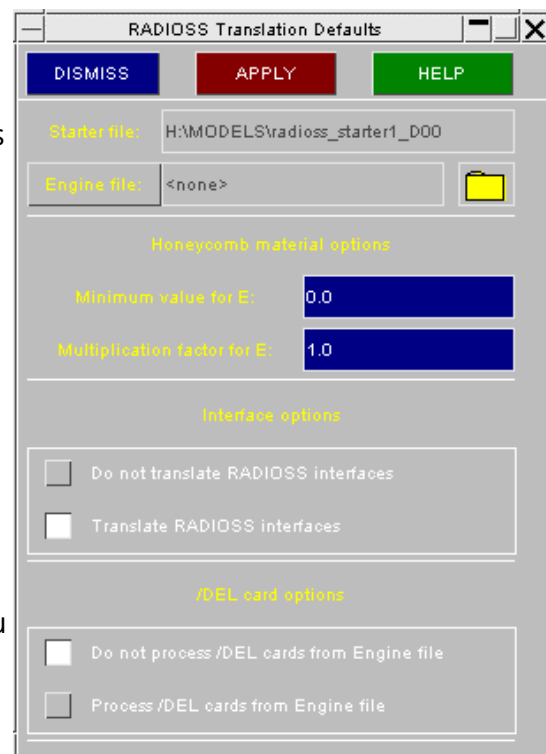 RADIOSS Translation Defaults
DISMISS APPLY HELP
s Starter file: H:\MODELS\radioss_starter1_D00
Engine file: <none>
Honeycomb material options
Minimum value for E: 0.0
Multiplication factor for E: 1.0
Interface options
Do not translate RADIOSS interfaces
Translate RADIOSS interfaces
/DEL card options
u
Do not process /DEL cards from Engine file
Process /DEL cards from Engine file